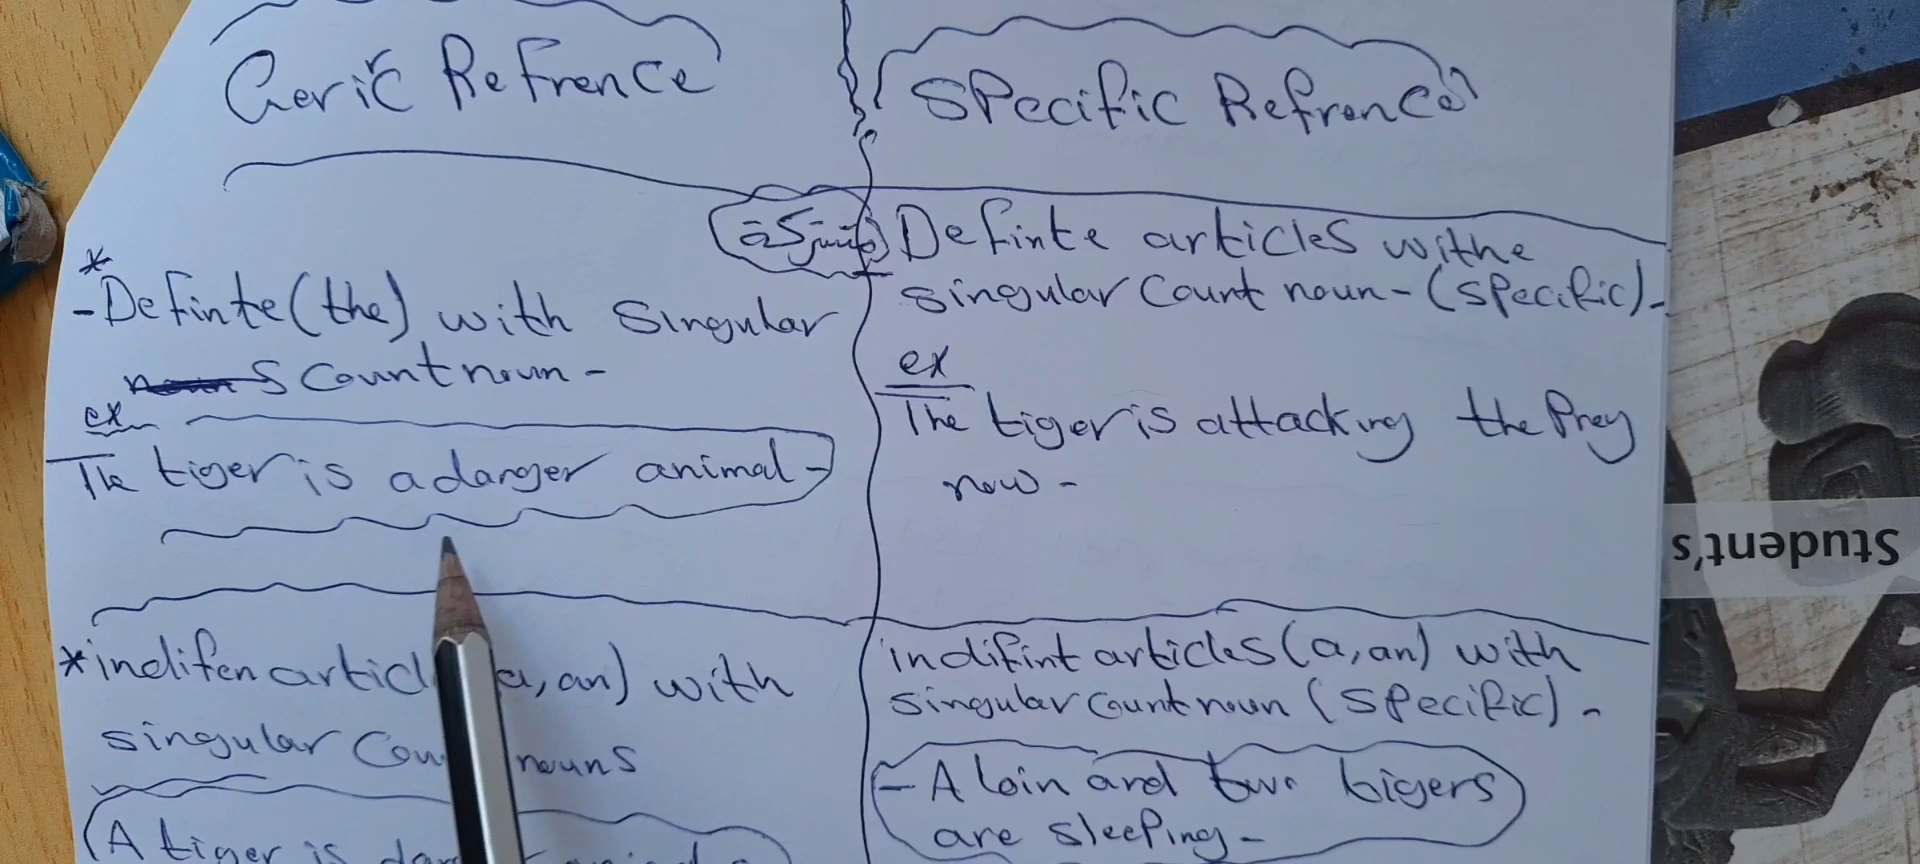 Generic Refrence
Specific Refrence
* - Definte (the) with singular
s count noun -
ex
The tiger is a danger animal -
Definte articles withe
singular Count noun - (specific) -
ex
The tiger is attacking the Prey
now -
* indifen articl (a, an) with
singular Cou nouns
A tiger is
indifint articles (a, an) with
singular count noun (specific) -
- A loin and two tigers
are sleeping -
Student's